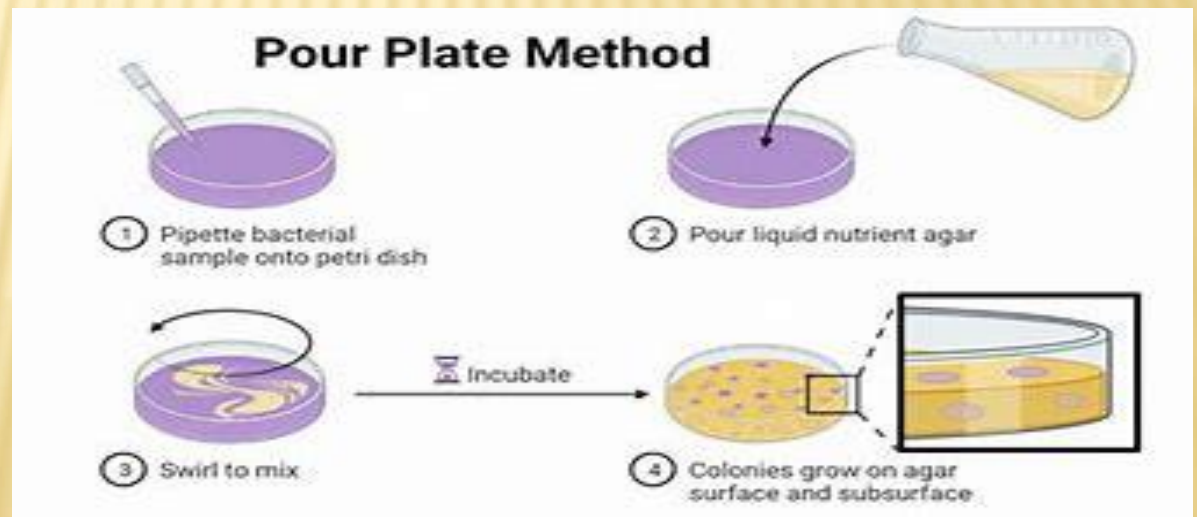 Pour Plate Method
1 Pipette bacterial
sample onto petri dish
2 Pour liquid nutrient agar
3 Swirl to mix
Incubate
4 Colonies grow on agar
surface and subsurface